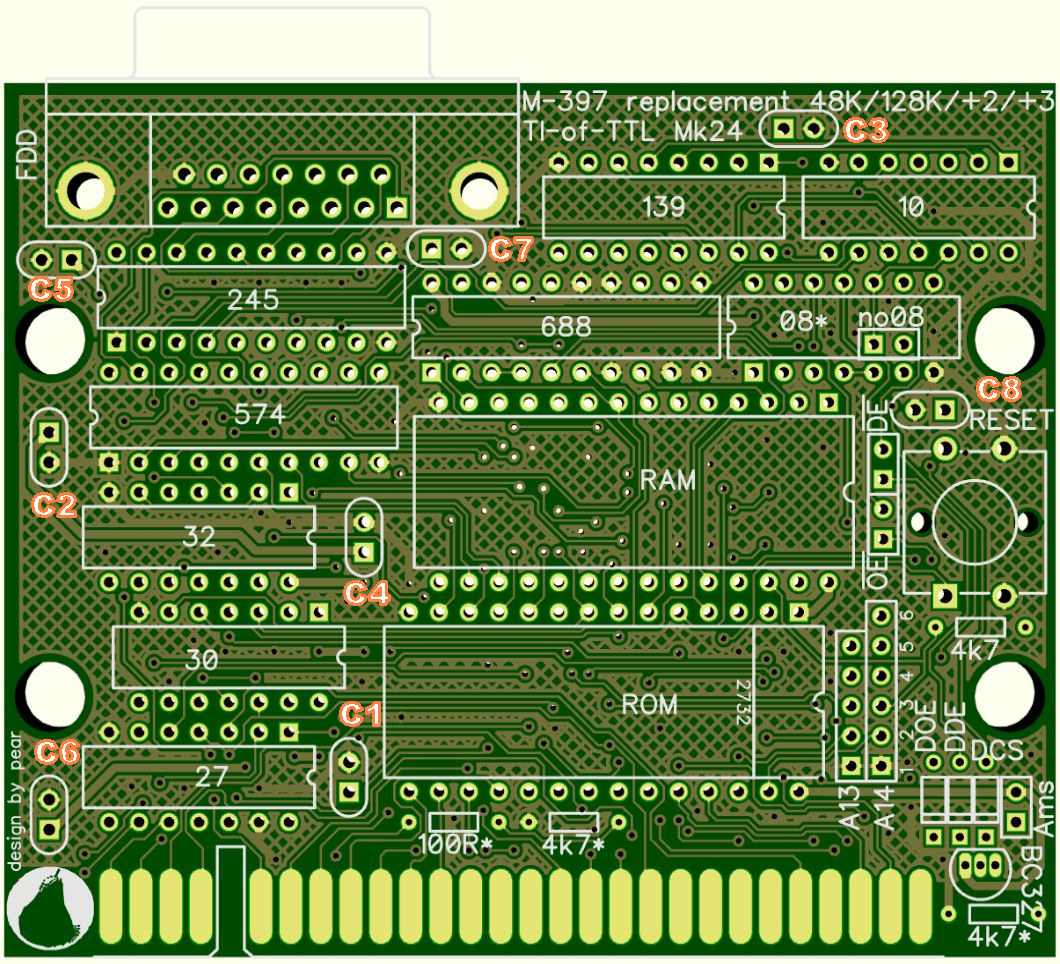 M-397 replacement 48K/128K/+2/+3
TI-of-TTL Mk24
C3
FDD
139
10
C7
C5
245
688
08*
no08
C8
574
DE
RESET
RAM
C2
32
C4
OE
6
5
4
3
2
4k7
30
ROM
2732
C1
DOE
DDE
DCS
C6
design by pear
27
A13
A14
Ams
100R*
4k7*
BC327
4k7*